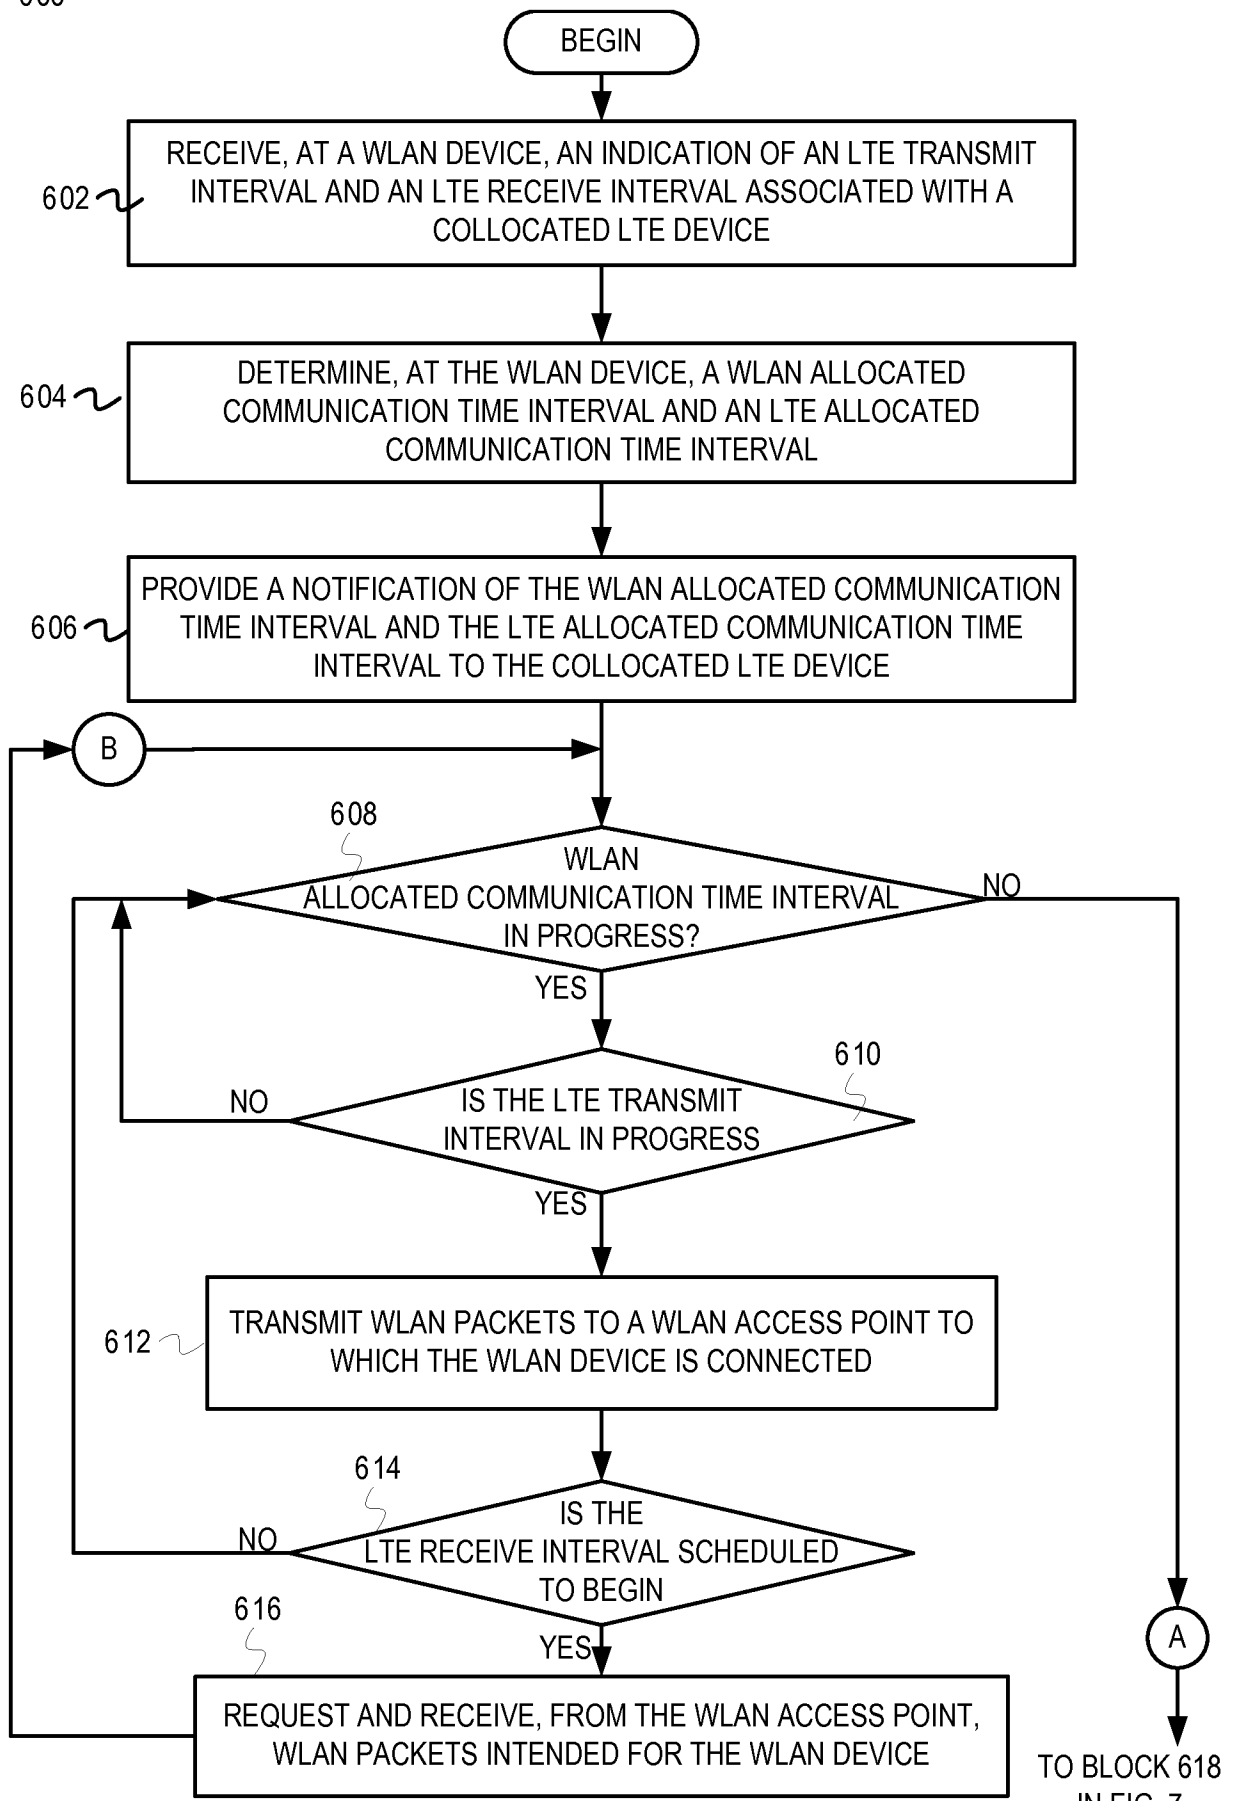 BEGIN
RECEIVE, AT A WLAN DEVICE, AN INDICATION OF AN LTE TRANSMIT
INTERVAL AND AN LTE RECEIVE INTERVAL ASSOCIATED WITH A
COLLOCATED LTE DEVICE
602
DETERMINE, AT THE WLAN DEVICE, A WLAN ALLOCATED
COMMUNICATION TIME INTERVAL AND AN LTE ALLOCATED
COMMUNICATION TIME INTERVAL
604
PROVIDE A NOTIFICATION OF THE WLAN ALLOCATED COMMUNICATION
TIME INTERVAL AND THE LTE ALLOCATED COMMUNICATION TIME
INTERVAL TO THE COLLOCATED LTE DEVICE
606
B
608
WLAN
ALLOCATED COMMUNICATION TIME INTERVAL
IN PROGRESS?
NO
YES
610
IS THE LTE TRANSMIT
INTERVAL IN PROGRESS
NO
YES
TRANSMIT WLAN PACKETS TO A WLAN ACCESS POINT TO
WHICH THE WLAN DEVICE IS CONNECTED
612
614
IS THE
LTE RECEIVE INTERVAL SCHEDULED
TO BEGIN
NO
YES
616
REQUEST AND RECEIVE, FROM THE WLAN ACCESS POINT,
WLAN PACKETS INTENDED FOR THE WLAN DEVICE
A
TO BLOCK 618
IN FIG. 7